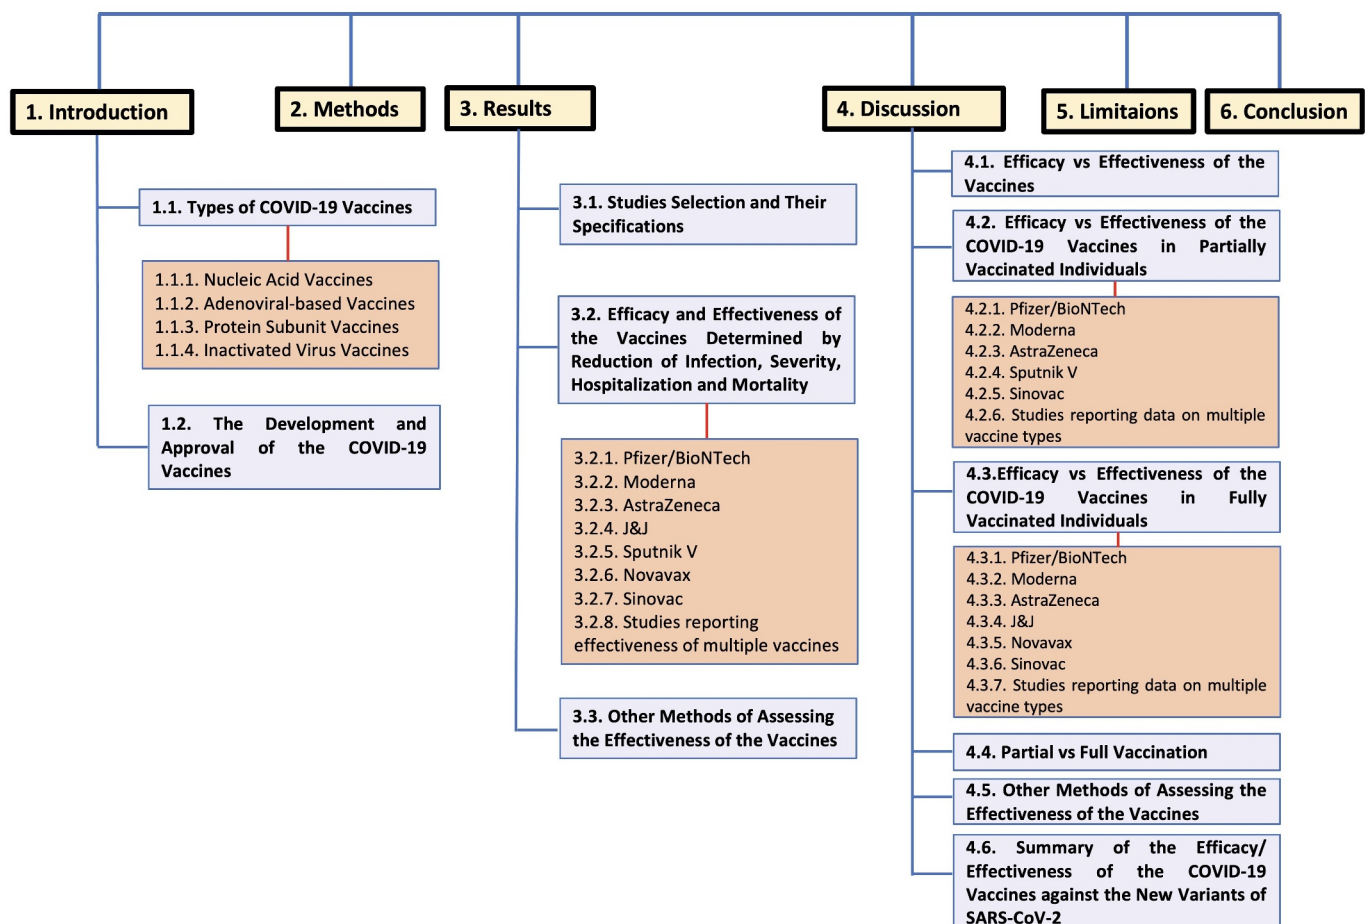 1. Introduction
2. Methods
3. Results
4. Discussion
5. Limitaions
6. Conclusion
1.1. Types of COVID-19 Vaccines
1.1.1. Nucleic Acid Vaccines
1.1.2. Adenoviral-based Vaccines
1.1.3. Protein Subunit Vaccines
1.1.4. Inactivated Virus Vaccines
1.2. The Development and
Approval of the COVID-19
Vaccines
3.1. Studies Selection and Their
Specifications
3.2. Efficacy and Effectiveness of
the Vaccines Determined by
Reduction of Infection, Severity,
Hospitalization and Mortality
3.2.1. Pfizer/BioNTech
3.2.2. Moderna
3.2.3. AstraZeneca
3.2.4. J&J
3.2.5. Sputnik V
3.2.6. Novavax
3.2.7. Sinovac
3.2.8. Studies reporting
effectiveness of multiple vaccines
3.3. Other Methods of Assessing
the Effectiveness of the Vaccines
4.1. Efficacy vs Effectiveness of the
Vaccines
4.2. Efficacy vs Effectiveness of the
COVID-19 Vaccines in Partially
Vaccinated Individuals
4.2.1. Pfizer/BioNTech
4.2.2. Moderna
4.2.3. AstraZeneca
4.2.4. Sputnik V
4.2.5. Sinovac
4.2.6. Studies reporting data on multiple
vaccine types
4.3.Efficacy vs Effectiveness of the
COVID-19 Vaccines in Fully
Vaccinated Individuals
4.3.1. Pfizer/BioNTech
4.3.2. Moderna
4.3.3. AstraZeneca
4.3.4. J&J
4.3.5. Novavax
4.3.6. Sinovac
4.3.7. Studies reporting data on multiple
vaccine types
4.4. Partial vs Full Vaccination
4.5. Other Methods of Assessing the
Effectiveness of the Vaccines
4.6. Summary of the Efficacy/
Effectiveness of the COVID-19
Vaccines against the New Variants of
SARS-CoV-2